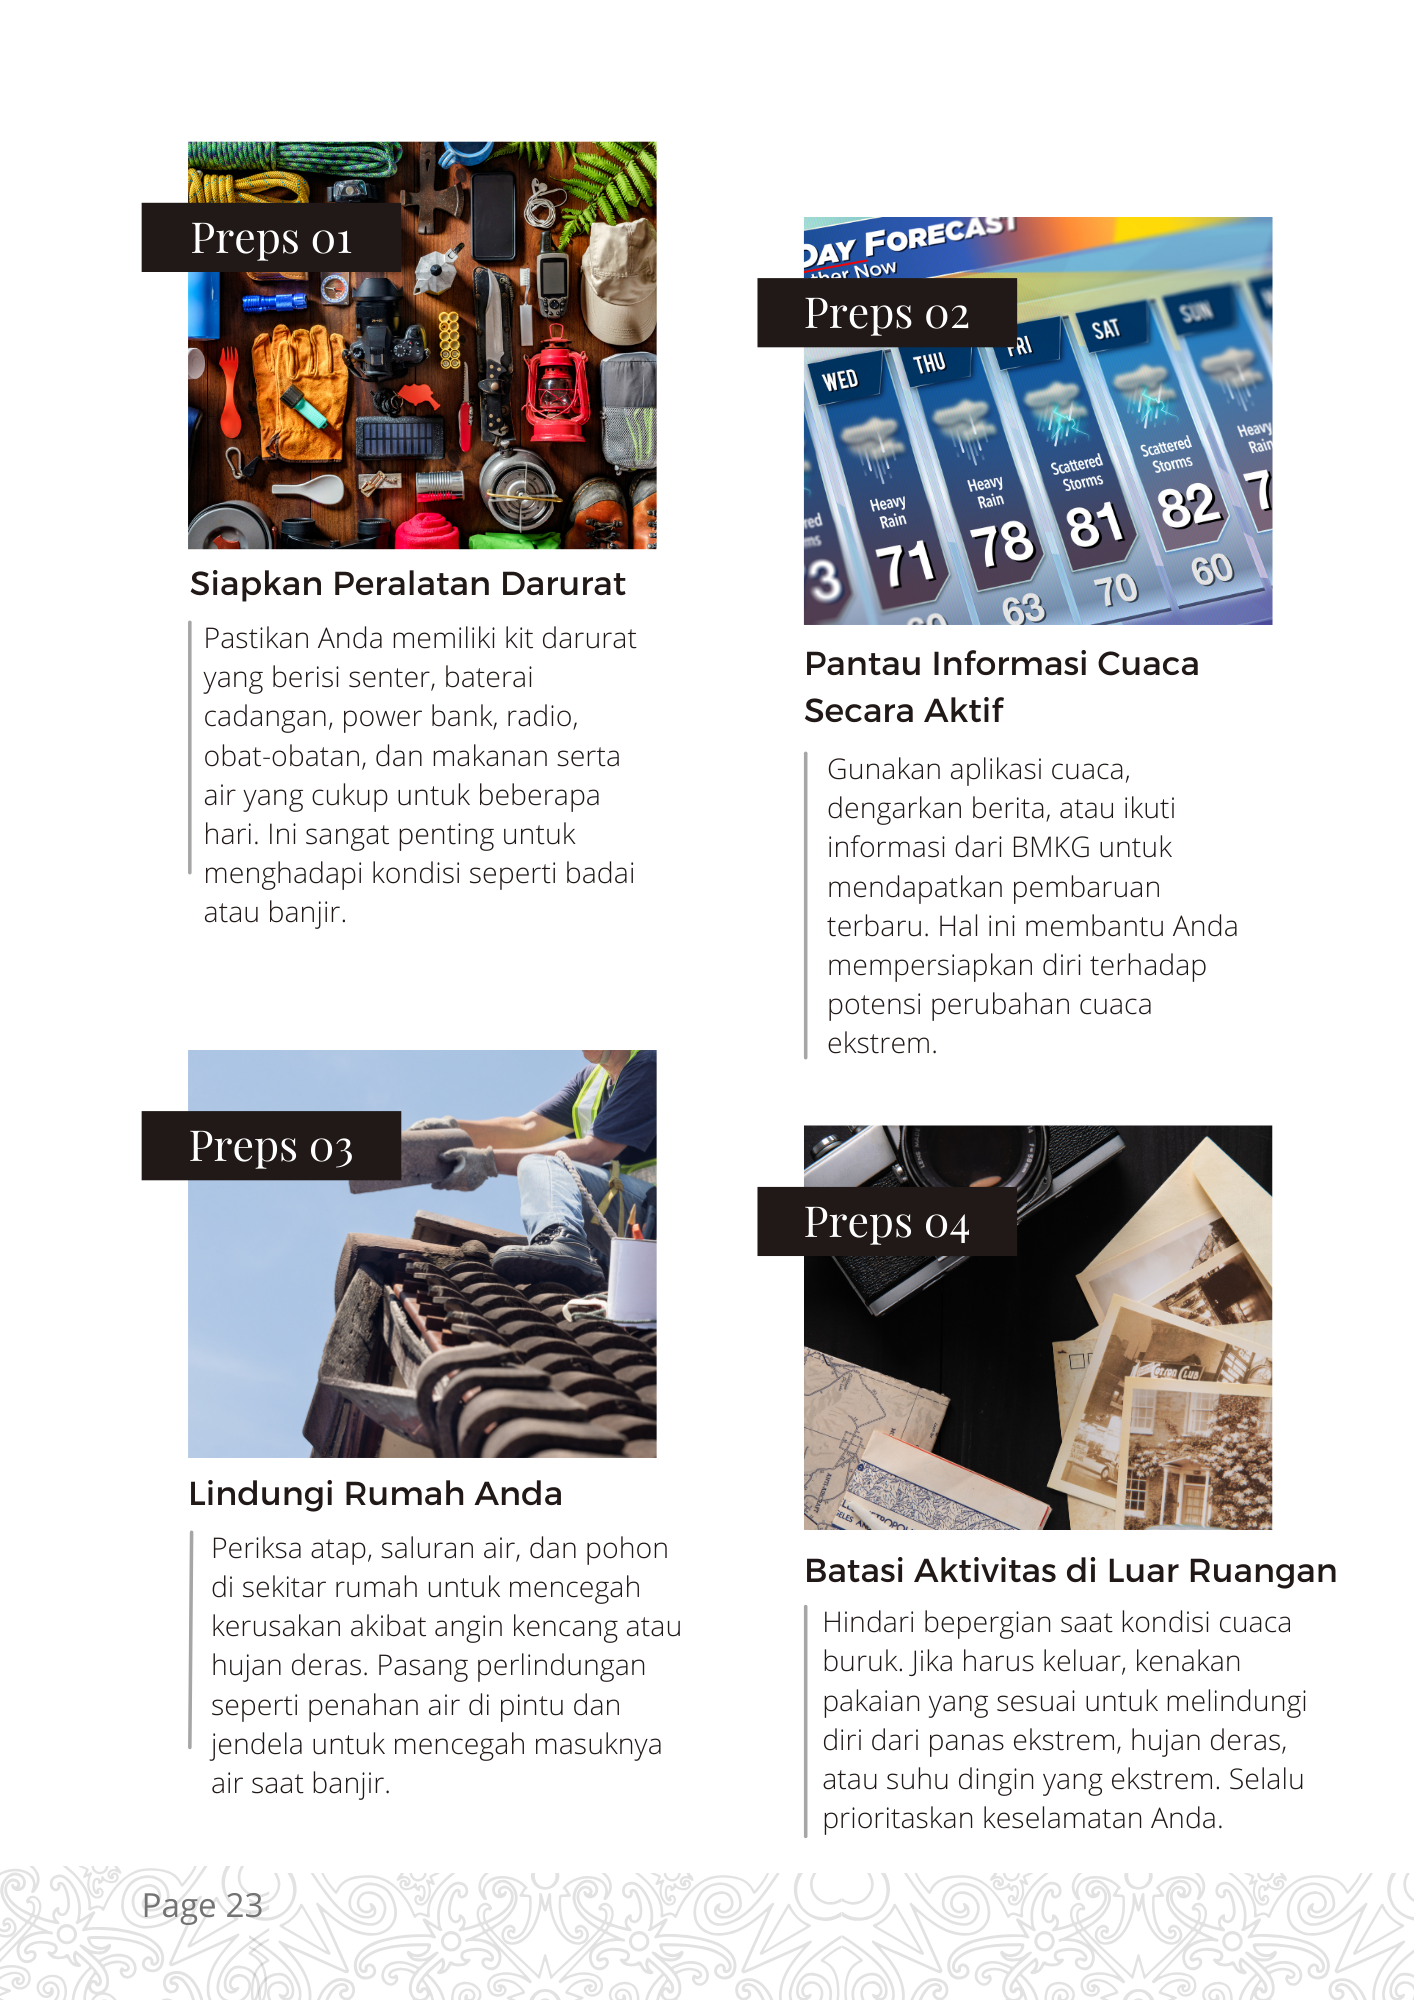 Preps 01
Siapkan Peralatan Darurat
Pastikan Anda memiliki kit darurat
yang berisi senter, baterai
cadangan, power bank, radio,
obat-obatan, dan makanan serta
air yang cukup untuk beberapa
hari. Ini sangat penting untuk
menghadapi kondisi seperti badai
atau banjir.
DAY FORECAST
ther Now
Preps 02
WED
THU
FRI
SAT
SUN
Heavy
Rain
71
Heavy
Rain
78
63
Scattered
Storms
81
70
Scattered
Storms
82
60
Heavy
Rain
Pantau Informasi Cuaca
Secara Aktif
Gunakan aplikasi cuaca,
dengarkan berita, atau ikuti
informasi dari BMKG untuk
mendapatkan pembaruan
terbaru. Hal ini membantu Anda
mempersiapkan diri terhadap
potensi perubahan cuaca
ekstrem.
Preps 03
Lindungi Rumah Anda
Periksa atap, saluran air, dan pohon
di sekitar rumah untuk mencegah
kerusakan akibat angin kencang atau
hujan deras. Pasang perlindungan
seperti penahan air di pintu dan
jendela untuk mencegah masuknya
air saat banjir.
Preps 04
Batasi Aktivitas di Luar Ruangan
Hindari bepergian saat kondisi cuaca
buruk. Jika harus keluar, kenakan
pakaian yang sesuai untuk melindungi
diri dari panas ekstrem, hujan deras,
atau suhu dingin yang ekstrem. Selalu
prioritaskan keselamatan Anda.
Page 23